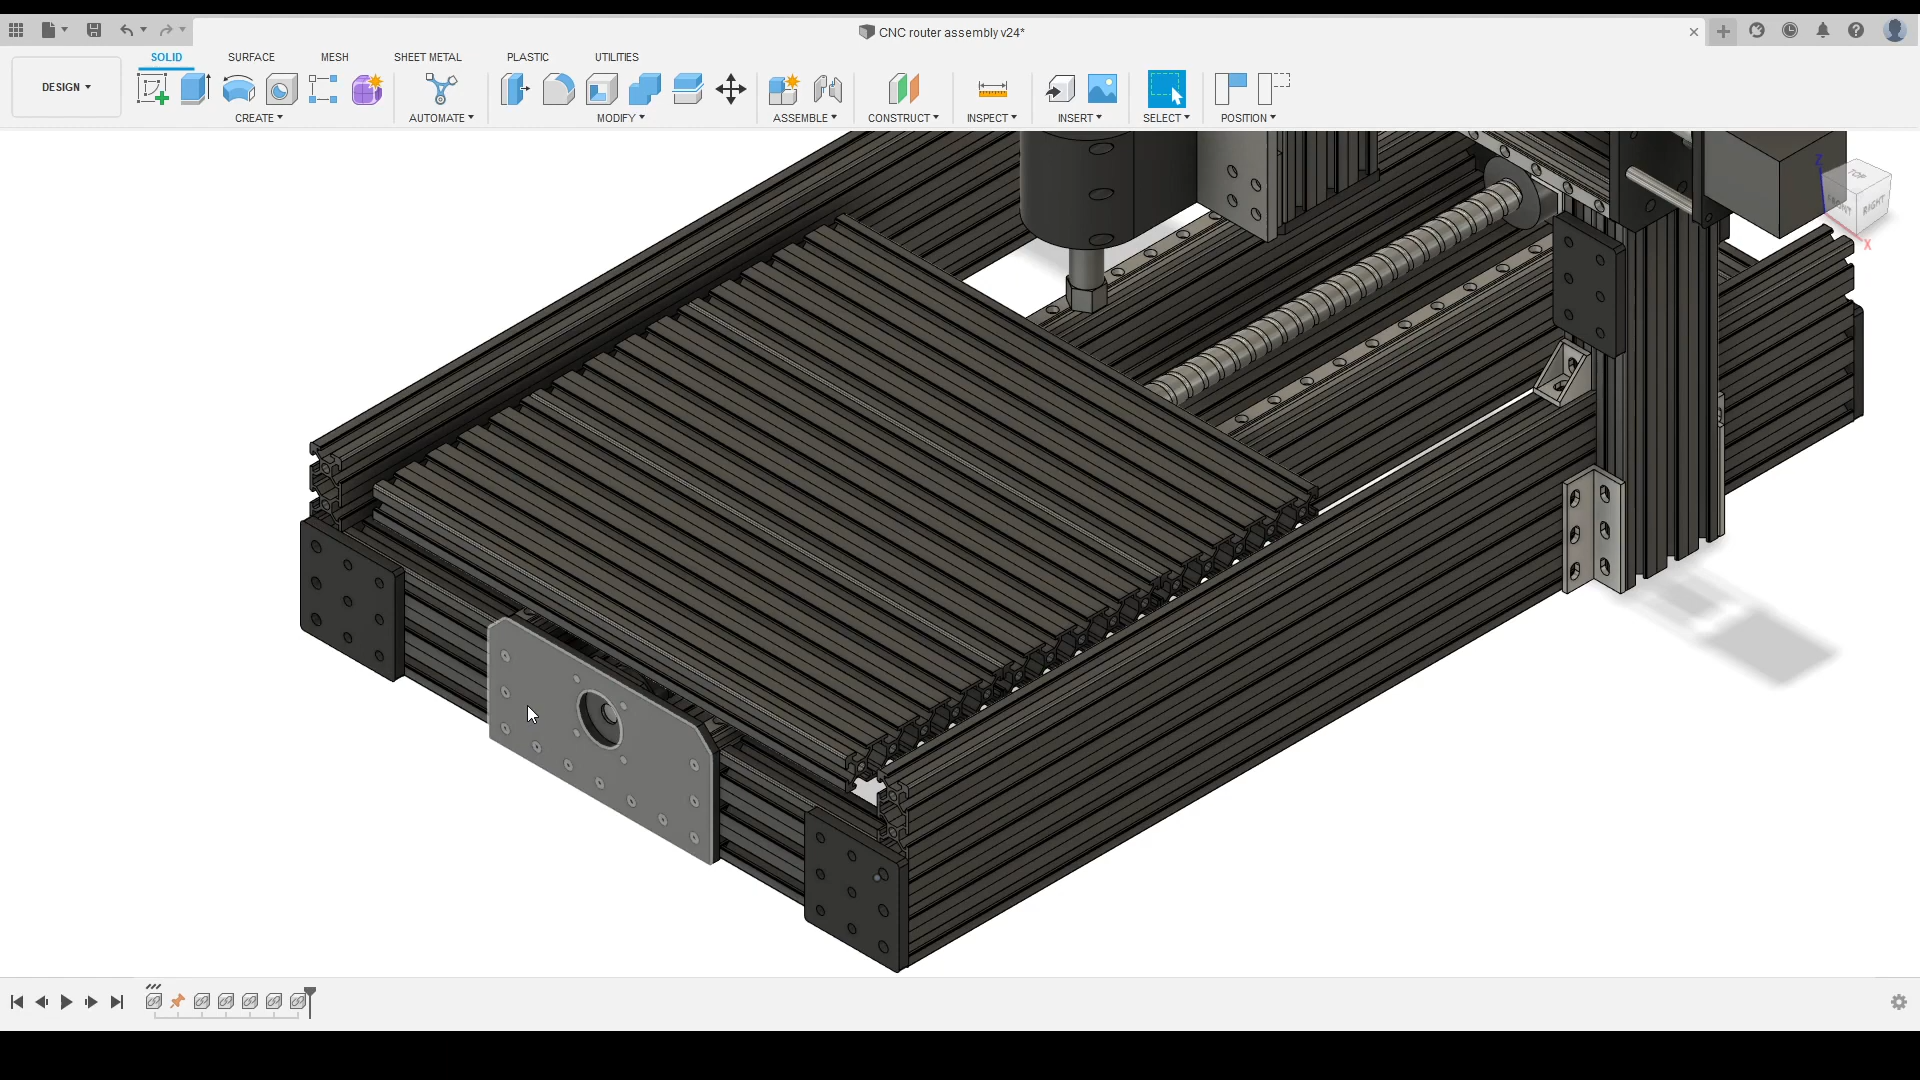 CNC router assembly v24*
SOLID SURFACE MESH SHEET METAL PLASTIC UTILITIES
DESIGN
CREATE AUTOMATE MODIFY ASSEMBLE CONSTRUCT INSPECT INSERT SELECT POSITION
Z
TOP
FRONT RIGHT
X